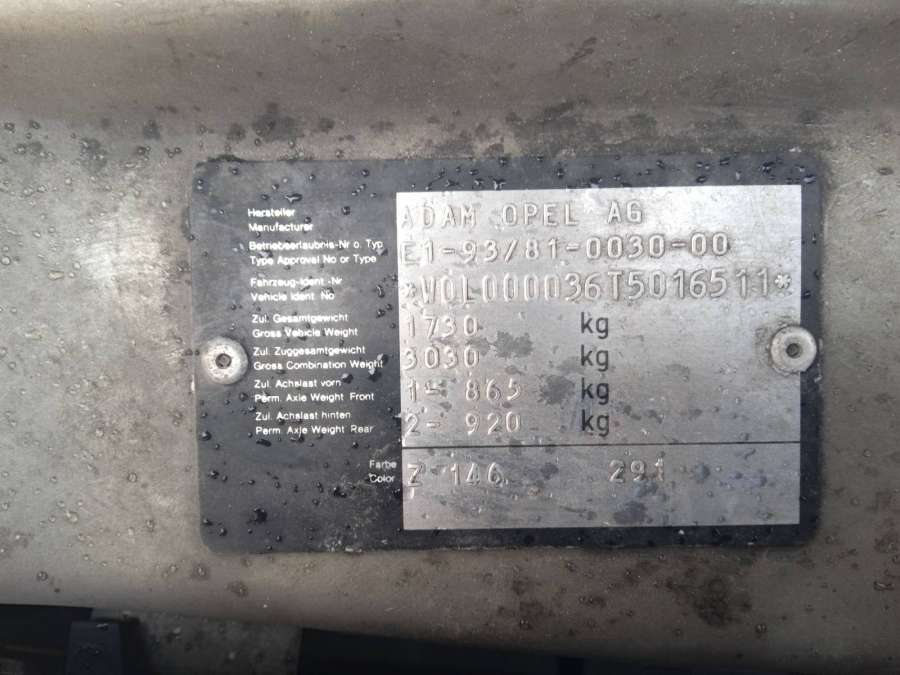 Hersteller
Manufacturer
ADAM OPEL AG
Betriebserlaubnis-Nr o. Typ
Type Approval No or Type
E1-93/81-0030-00
Fahrzeug-Ident.-Nr
Vehicle Ident. No
*W0L000036T5016511*
Zul. Gesamtgewicht
Gross Vehicle Weight
1730 kg
Zul. Zuggesamtgewicht
Gross Combination Weight
3030 kg
Zul. Achslast vorn
Perm. Axle Weight Front
1- 865 kg
Zul. Achslast hinten
Perm. Axle Weight Rear
2- 920 kg
Farbe
Color
Z 146 291